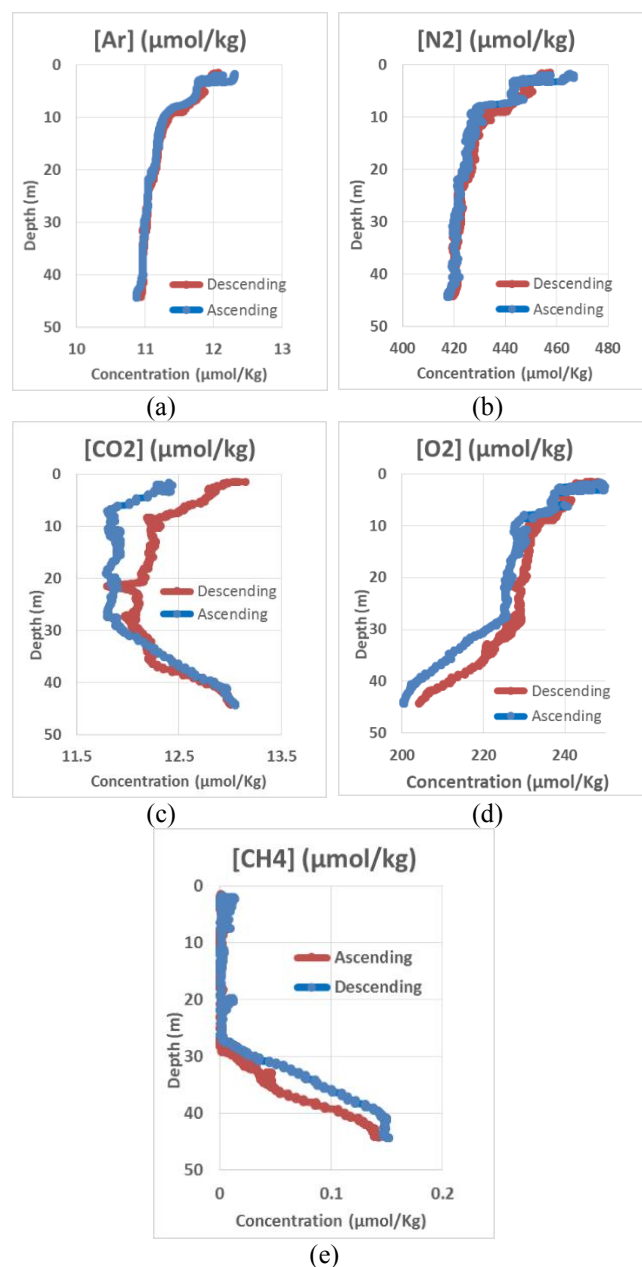 [Ar] (µmol/kg)
0
10
20
30
40
50
Depth (m)
Descending
Ascending
10 11 12 13
Concentration (µmol/Kg)
(a)
[N2] (µmol/kg)
0
10
20
30
40
50
Depth (m)
Descending
Ascending
400 420 440 460 480
Concentration (µmol/Kg)
(b)
[CO2] (µmol/kg)
0
10
20
30
40
50
Depth (m)
Descending
Ascending
11.5 12.5 13.5
Concentration (µmol/Kg)
(c)
[O2] (µmol/kg)
0
10
20
30
40
50
Depth (m)
Descending
Ascending
200 220 240
Concentration (µmol/Kg)
(d)
[CH4] (µmol/kg)
0
10
20
30
40
50
Depth (m)
Ascending
Descending
0 0.1 0.2
Concentration (µmol/Kg)
(e)